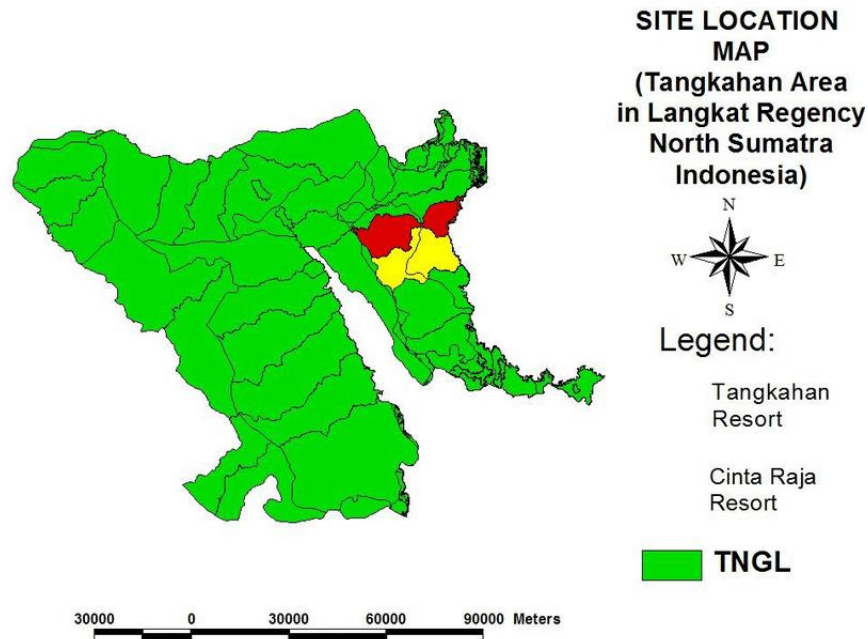 SITE LOCATION
MAP
(Tangkahan Area
in Langkat Regency
North Sumatra
Indonesia)
N
W E
S
Legend:
Tangkahan
Resort
Cinta Raja
Resort
TNGL
30000 0 30000 60000 90000 Meters